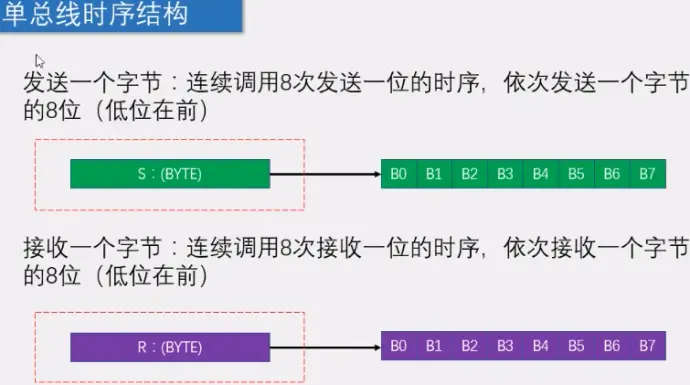 单总线时序结构
发送一个字节：连续调用8次发送一位的时序，依次发送一个字节
的8位（低位在前）
S：(BYTE) B0 B1 B2 B3 B4 B5 B6 B7
接收一个字节：连续调用8次接收一位的时序，依次接收一个字节
的8位（低位在前）
R：(BYTE) B0 B1 B2 B3 B4 B5 B6 B7